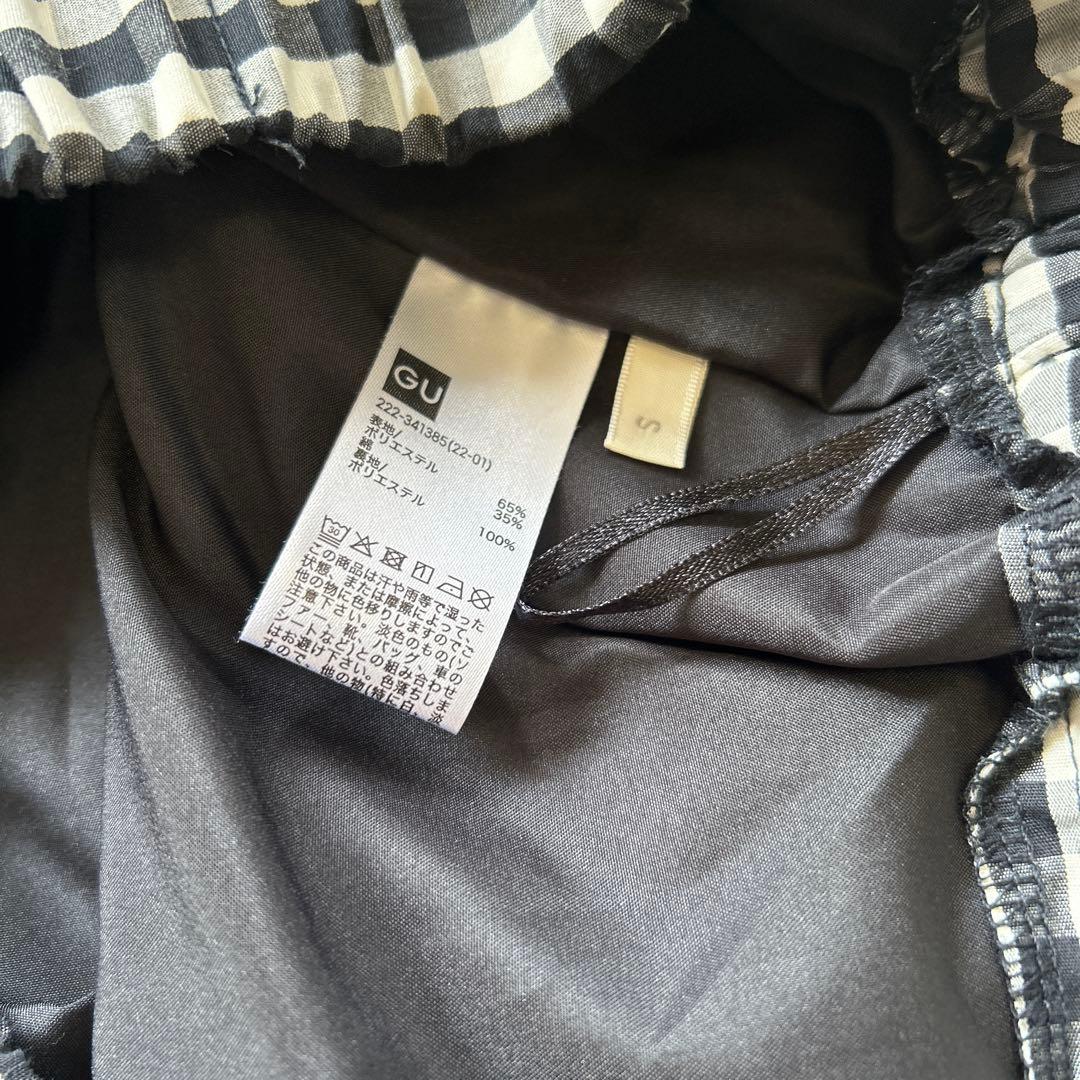 GU
222-341385(22-01)
表地/
ポリエステル 65%
綿 35%
裏地/
ポリエステル 100%
30
この商品は汗や雨等で湿った
状態、または摩擦によって、
他の物に色移りしますのでご
注意下さい。淡色のもの(ソ
ファー、靴、バッグ、車の
シートなど)との組み合わせ
はお避け下さい。色落ちしま
すので、他の物(特に白、淡
S